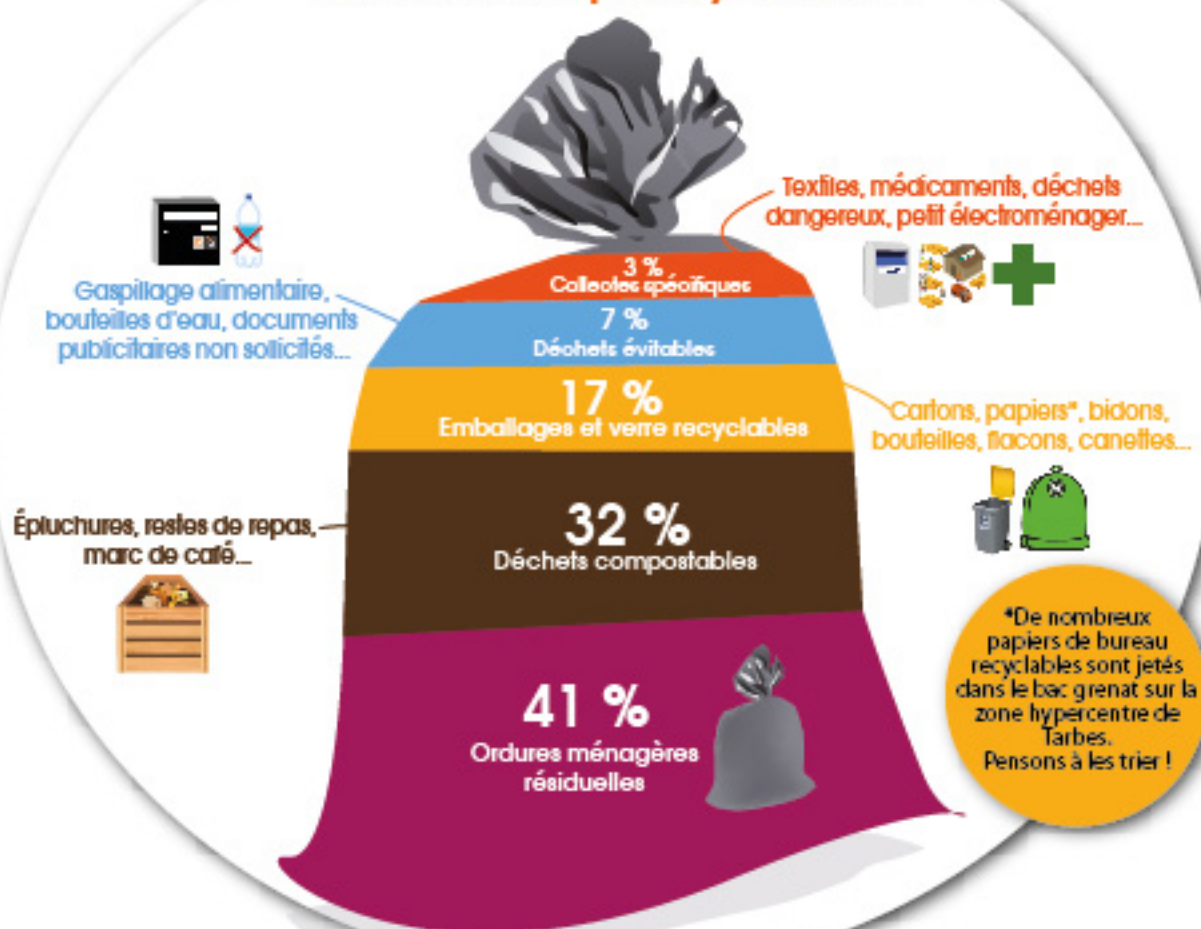 Textiles, médicaments, déchets
dangereux, petit électroménager...
3 %
Collectes spécifiques
Gaspillage alimentaire,
bouteilles d'eau, documents
publicitaires non sollicités...
7 %
Déchets évitables
17 %
Emballages et verre recyclables
Cartons, papiers*, bidons,
bouteilles, flacons, canettes...
Épluchures, restes de repas,
marc de café...
32 %
Déchets compostables
41 %
Ordures ménagères
résiduelles
*De nombreux
papiers de bureau
recyclables sont jetés
dans le bac grenat sur la
zone hypercentre de
Tarbes.
Pensons à les trier !